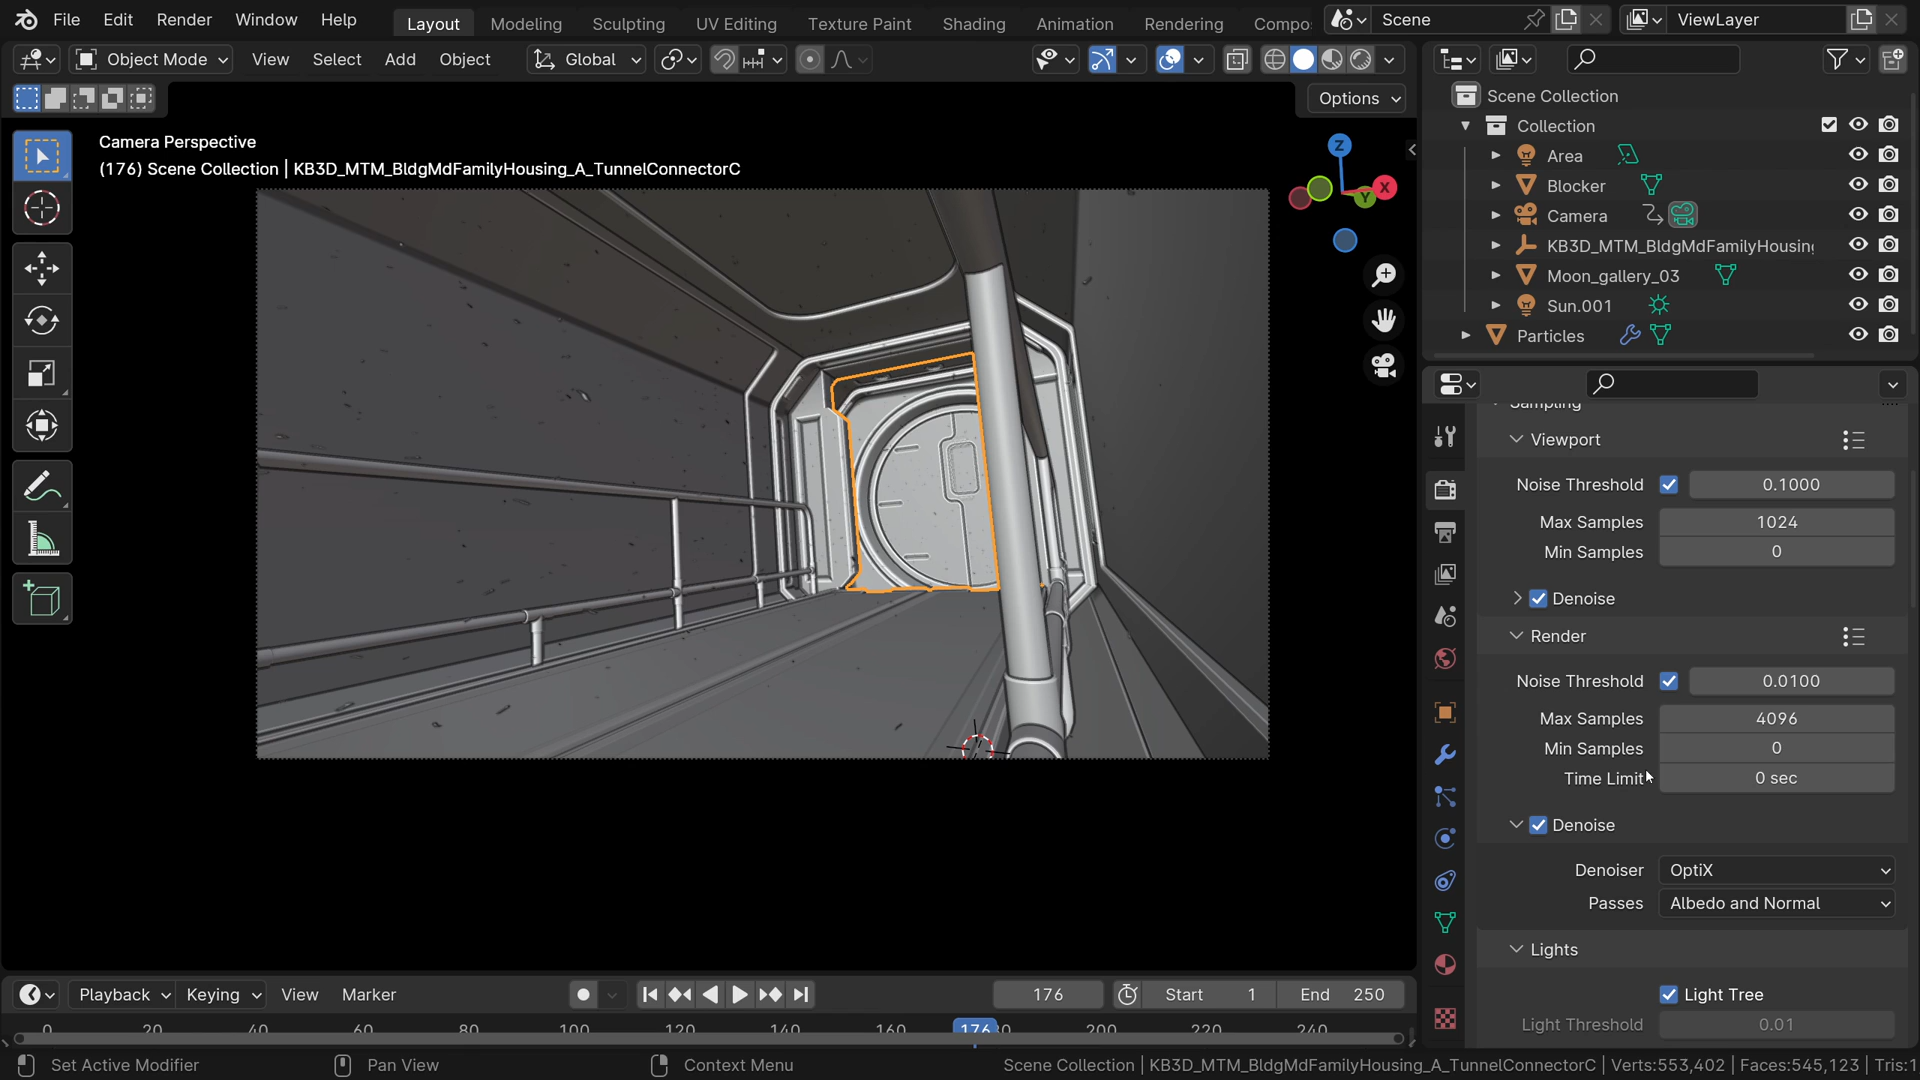 File Edit Render Window Help Layout Modeling Sculpting UV Editing Texture Paint Shading Animation Rendering Compo Scene ViewLayer
Object Mode View Select Add Object Global
Options
Camera Perspective
(176) Scene Collection | KB3D_MTM_BldgMdFamilyHousing_A_TunnelConnectorC
Z
X
Y
Scene Collection
Collection
Area
Blocker
Camera
KB3D_MTM_BldgMdFamilyHousin
Moon_gallery_03
Sun.001
Particles
Sampling
Viewport
Noise Threshold 0.1000
Max Samples 1024
Min Samples 0
Denoise
Render
Noise Threshold 0.0100
Max Samples 4096
Min Samples 0
Time Limit 0 sec
Denoise
Denoiser OptiX
Passes Albedo and Normal
Lights
Light Tree
Light Threshold 0.01
Playback Keying View Marker 176 Start 1 End 250
0 20 40 60 80 100 120 140 160 176 200 220 240
Set Active Modifier Pan View Context Menu Scene Collection | KB3D_MTM_BldgMdFamilyHousing_A_TunnelConnectorC | Verts:553,402 | Faces:545,123 | Tris:1